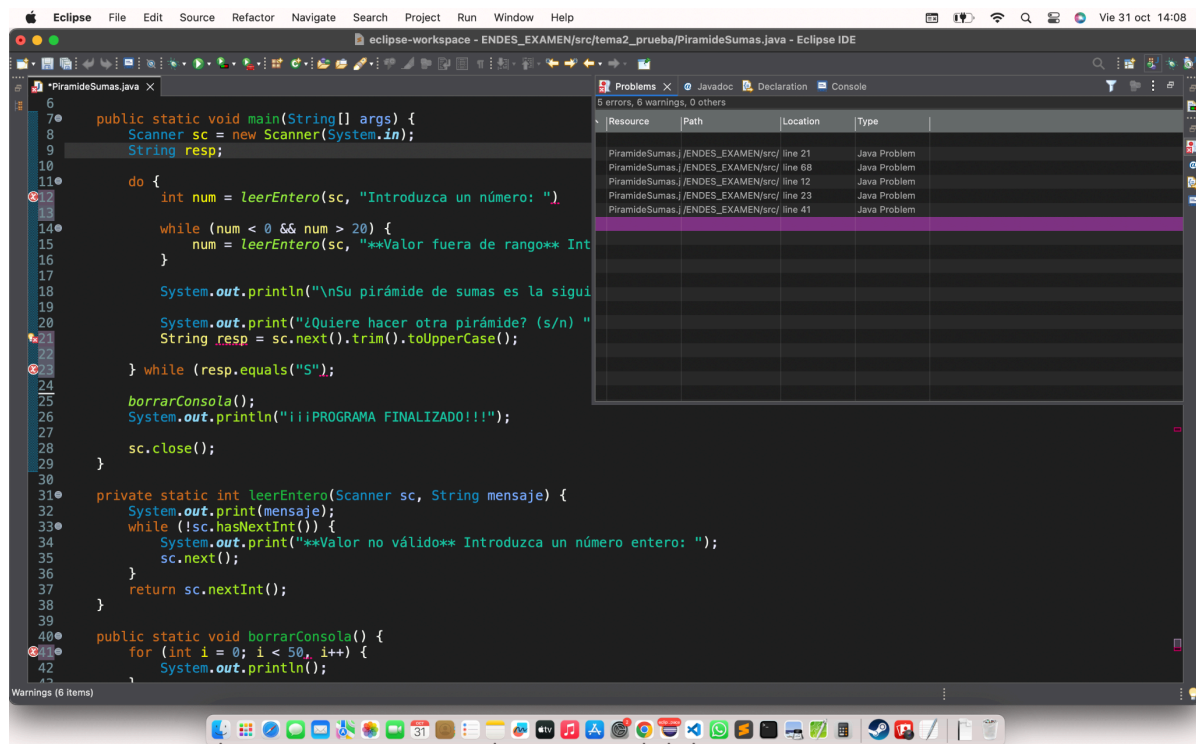 Eclipse File Edit Source Refactor Navigate Search Project Run Window Help Vie 31 oct 14:08
eclipse-workspace - ENDES_EXAMEN/src/tema2_prueba/PiramideSumas.java - Eclipse IDE
*PiramideSumas.java
6
7 public static void main(String[] args) {
8 Scanner sc = new Scanner(System.in);
9 String resp;
10
11 do {
12 int num = leerEntero(sc, "Introduzca un número: ")
13
14 while (num < 0 && num > 20) {
15 num = leerEntero(sc, "**Valor fuera de rango** Int
16 }
17
18 System.out.println("\nSu pirámide de sumas es la sigui
19
20 System.out.print("¿Quiere hacer otra pirámide? (s/n) "
21 String resp = sc.next().trim().toUpperCase();
22
23 } while (resp.equals("S");
24
25 borrarConsola();
26 System.out.println("¡¡¡PROGRAMA FINALIZADO!!!");
27
28 sc.close();
29 }
30
31 private static int leerEntero(Scanner sc, String mensaje) {
32 System.out.print(mensaje);
33 while (!sc.hasNextInt()) {
34 System.out.print("**Valor no válido** Introduzca un número entero: ");
35 sc.next();
36 }
37 return sc.nextInt();
38 }
39
40 public static void borrarConsola() {
41 for (int i = 0; i < 50, i++) {
42 System.out.println();
43 }
Problems Javadoc Declaration Console
5 errors, 6 warnings, 0 others
Resource Path Location Type
PiramideSumas.j /ENDES_EXAMEN/src/ line 21 Java Problem
PiramideSumas.j /ENDES_EXAMEN/src/ line 68 Java Problem
PiramideSumas.j /ENDES_EXAMEN/src/ line 12 Java Problem
PiramideSumas.j /ENDES_EXAMEN/src/ line 23 Java Problem
PiramideSumas.j /ENDES_EXAMEN/src/ line 41 Java Problem
Warnings (6 items)
OCT
31
tv